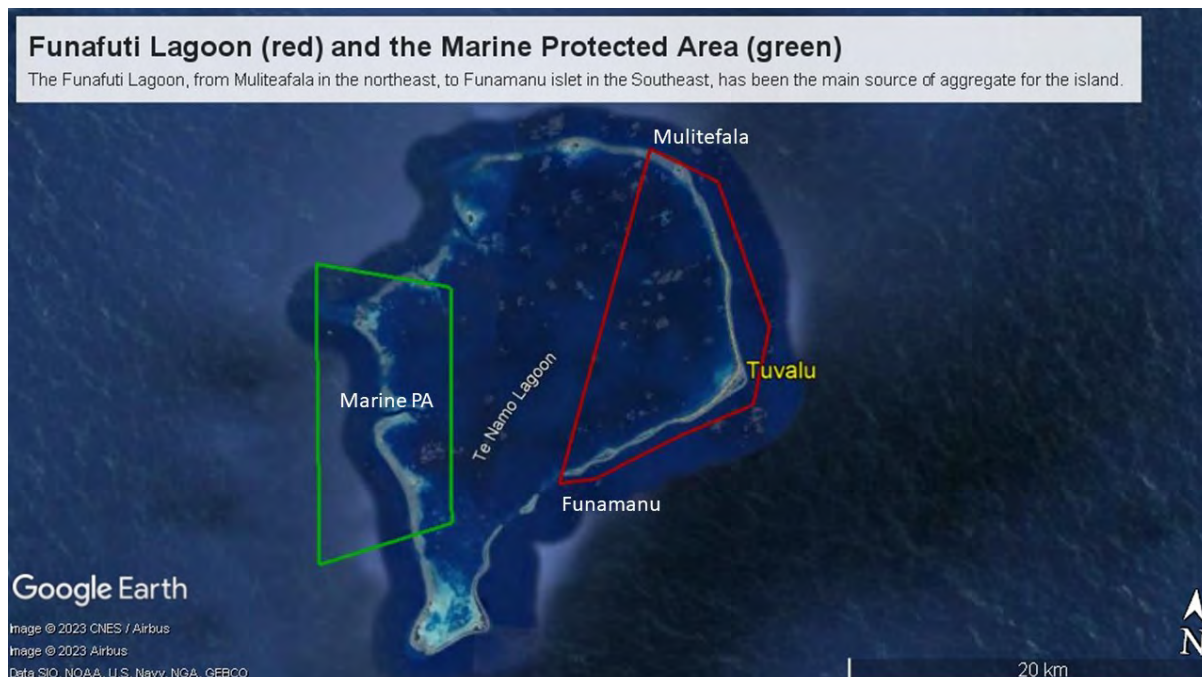 Funafuti Lagoon (red) and the Marine Protected Area (green)
The Funafuti Lagoon, from Muliteafala in the northeast, to Funamanu islet in the Southeast, has been the main source of aggregate for the island.
Mulitefala
Tuvalu
Marine PA
Te Namo Lagoon
Funamanu
Google Earth
Image © 2023 CNES / Airbus
Image © 2023 Airbus
Data SIO, NOAA, U.S. Navy, NGA, GEBCO
20 km
N